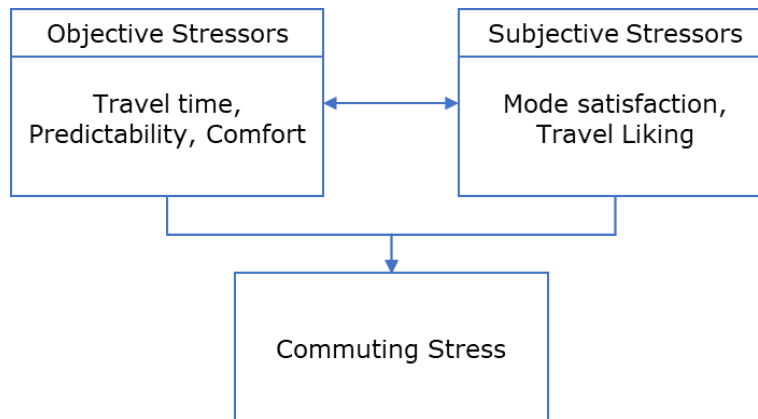 Objective Stressors
Travel time,
Predictability, Comfort
Subjective Stressors
Mode satisfaction,
Travel Liking
Commuting Stress